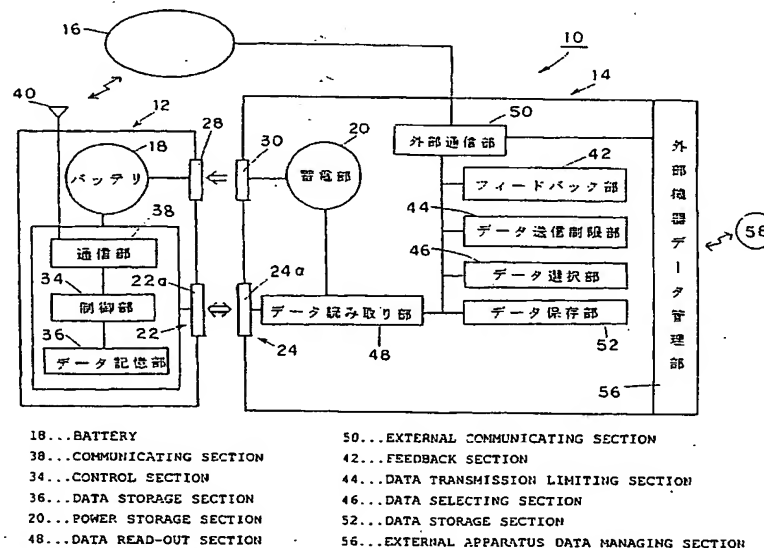 16
10
14
40
12
28
50
20
18
30
外部通信部
42
バッテリ
蓄電部
フィードバック部
38
44
データ送信制限部
通信部
24a
46
58
34
22a
データ選択部
制御部
データ読み取り部
データ保存部
36
22
データ記憶部
24
48
52
56
外部機器データ管理部
18...BATTERY
38...COMMUNICATING SECTION
34...CONTROL SECTION
36...DATA STORAGE SECTION
20...POWER STORAGE SECTION
48...DATA READ-OUT SECTION
50...EXTERNAL COMMUNICATING SECTION
42...FEEDBACK SECTION
44...DATA TRANSMISSION LIMITING SECTION
46...DATA SELECTING SECTION
52...DATA STORAGE SECTION
56...EXTERNAL APPARATUS DATA MANAGING SECTION